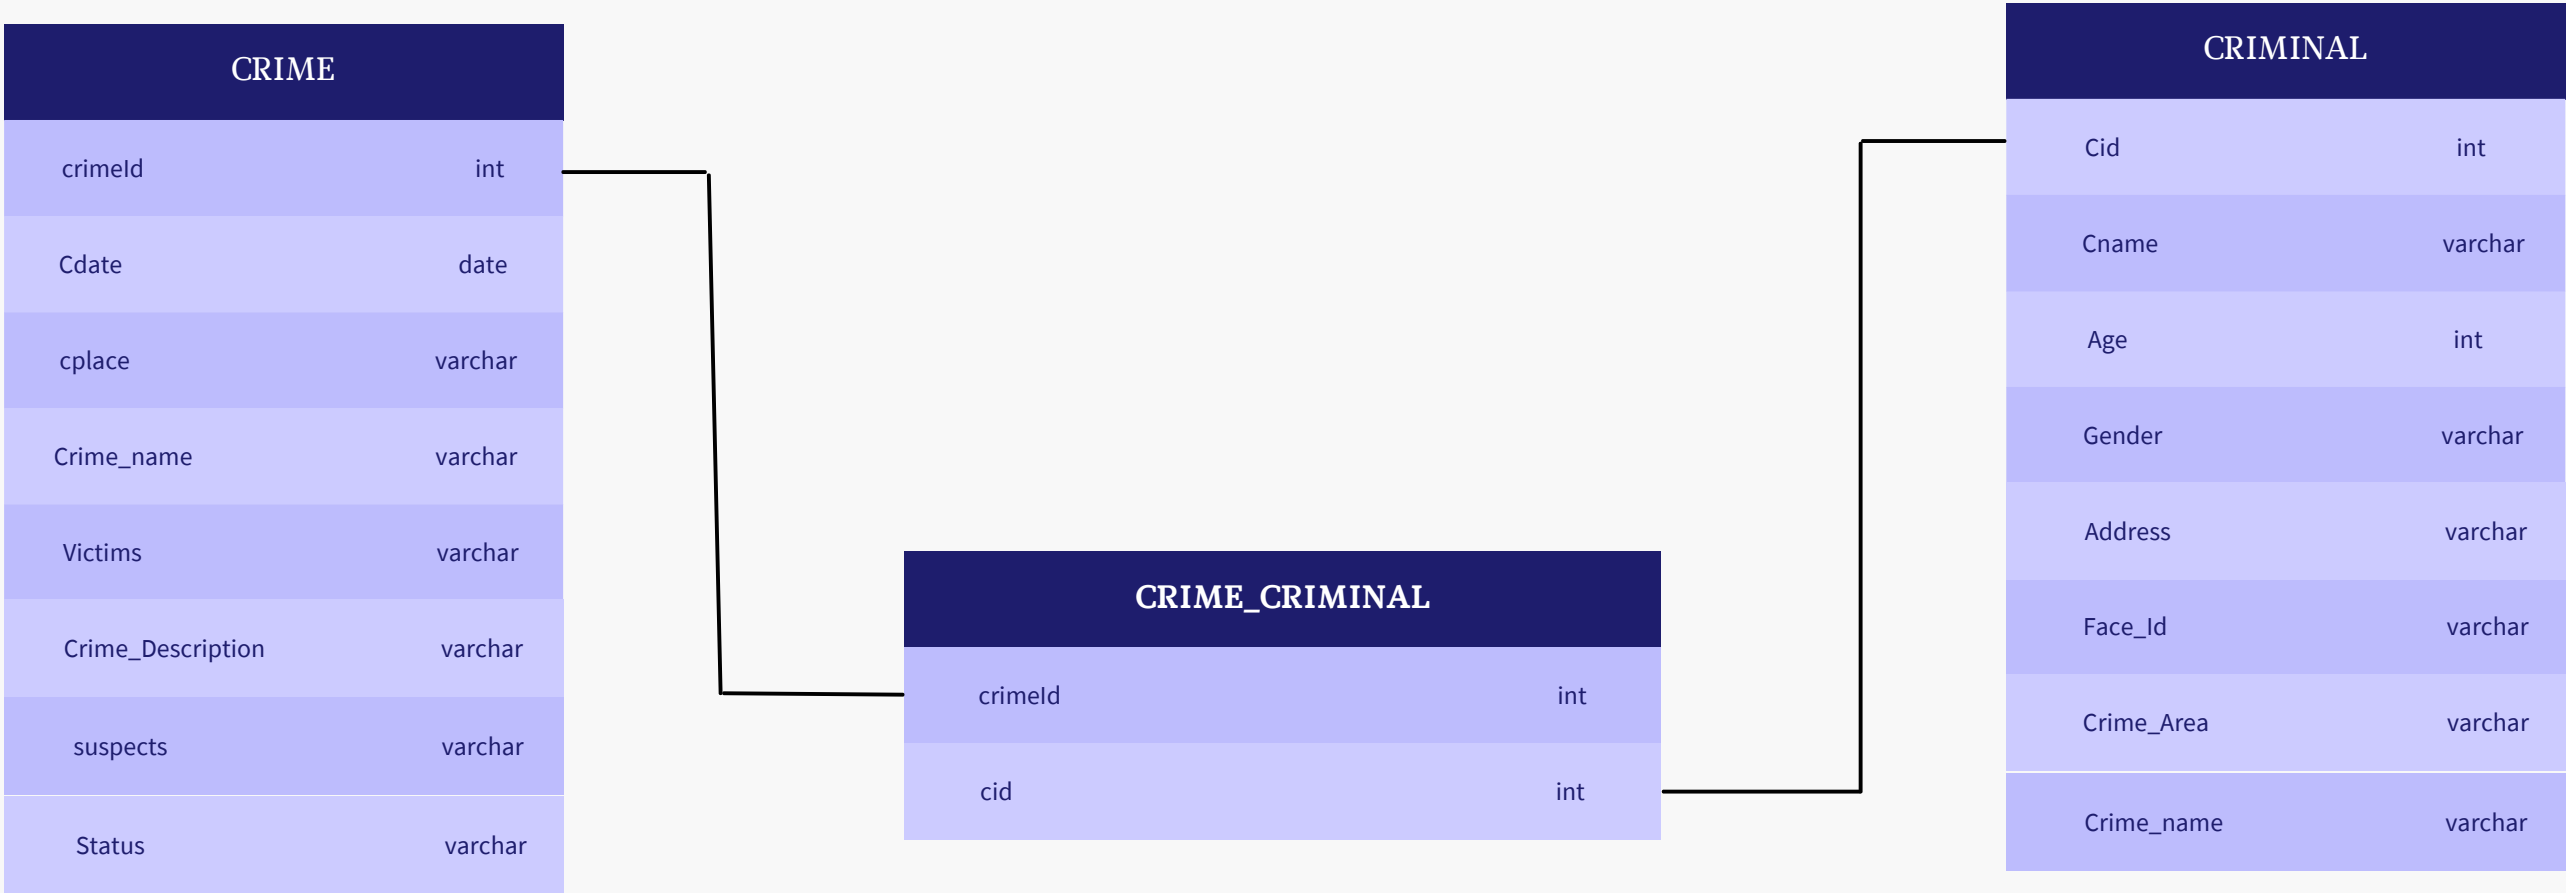 CRIME
crimeId int
Cdate date
cplace varchar
Crime_name varchar
Victims varchar
Crime_Description varchar
suspects varchar
Status varchar
CRIME_CRIMINAL
crimeId int
cid int
CRIMINAL
Cid int
Cname varchar
Age int
Gender varchar
Address varchar
Face_Id varchar
Crime_Area varchar
Crime_name varchar